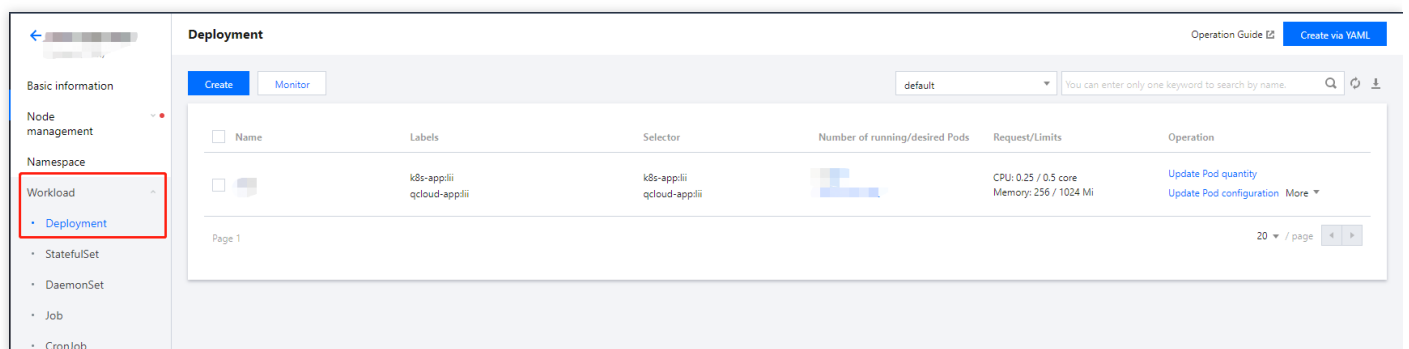 Deployment
Operation Guide
Create via YAML
Basic information
Node
management
Namespace
Workload
Deployment
StatefulSet
DaemonSet
Job
CronJob
Create
Monitor
default
You can enter only one keyword to search by name.
Name
Labels
Selector
Number of running/desired Pods
Request/Limits
Operation
k8s-app:lii
qcloud-app:lii
k8s-app:lii
qcloud-app:lii
CPU: 0.25 / 0.5 core
Memory: 256 / 1024 Mi
Update Pod quantity
Update Pod configuration More
Page 1
20 / page